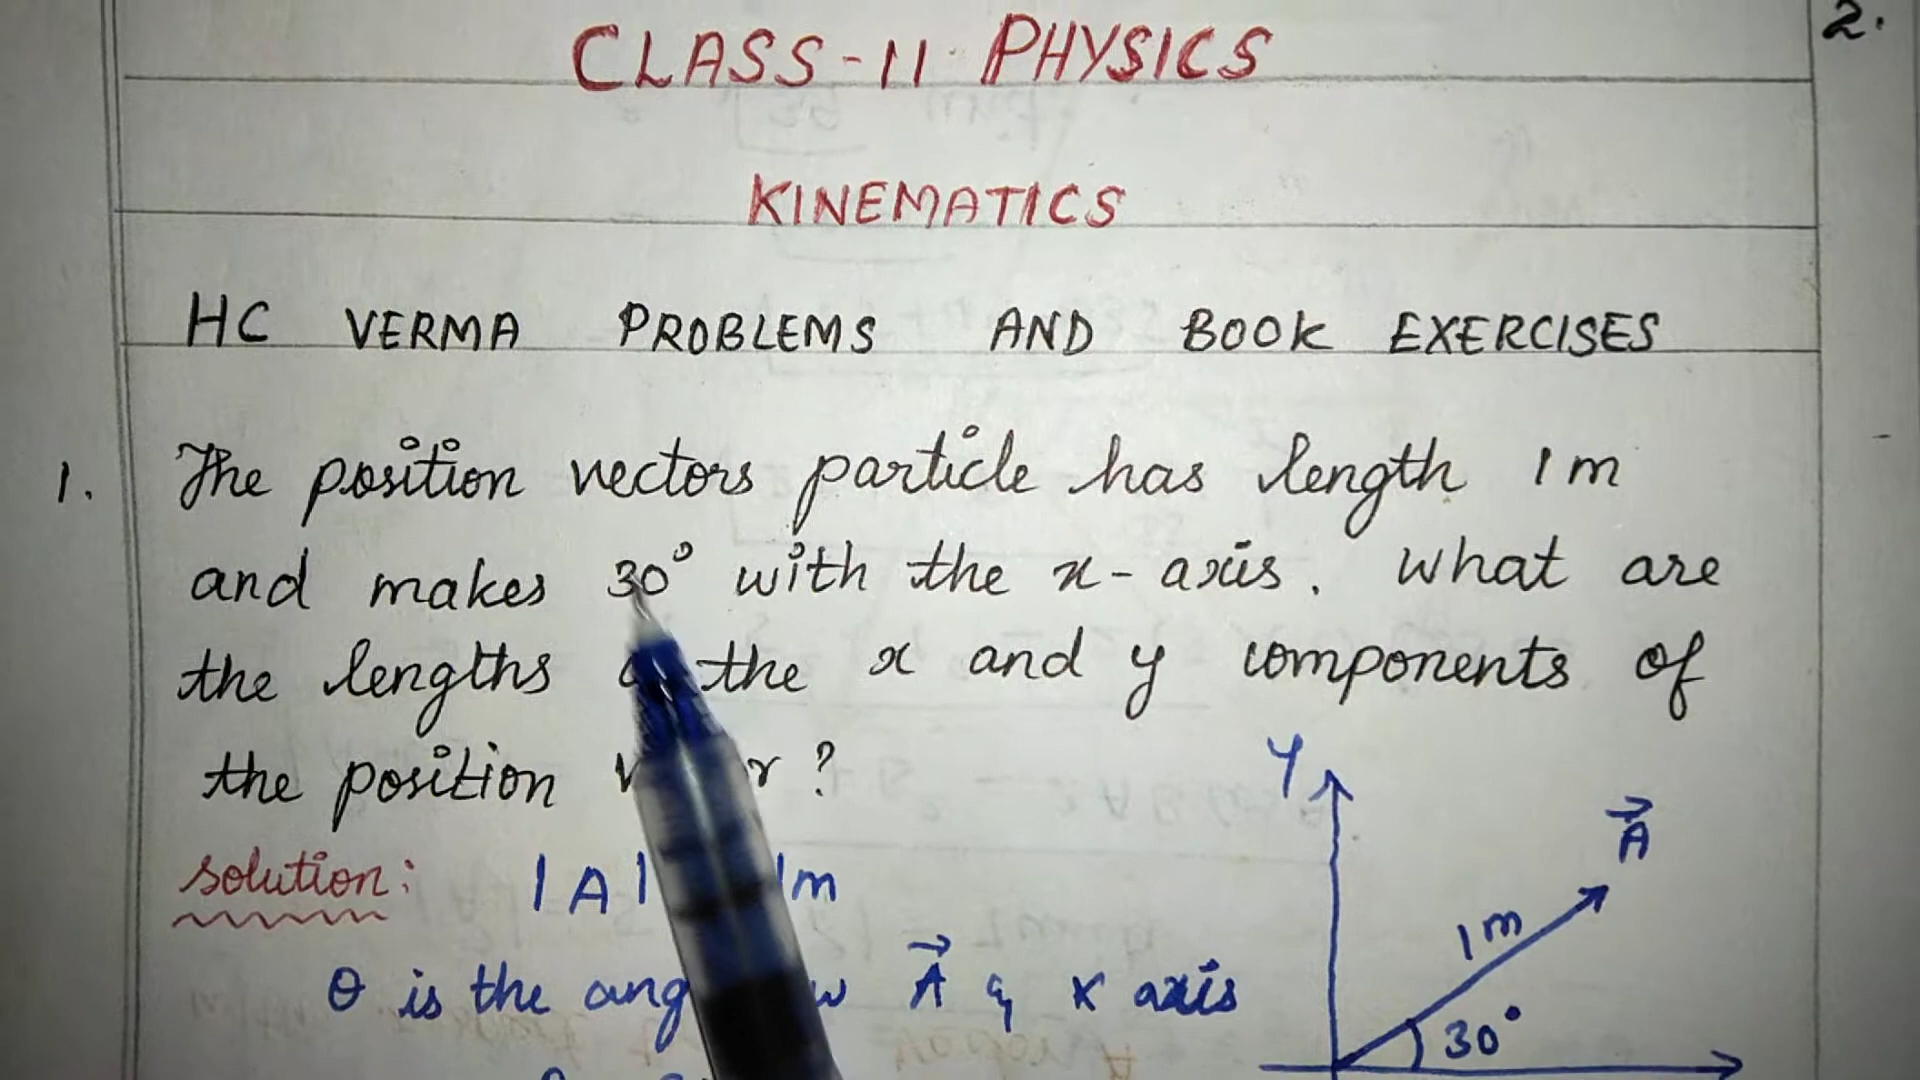 2.
CLASS-11 PHYSICS
KINEMATICS
HC VERMA PROBLEMS AND BOOK EXERCISES
1. The position vectors particle has length 1m
and makes 30° with the x-axis. What are
the lengths the x and y components of
the position ?
solution: |A| 1m
θ is the A⃗ & X axis
Y
A⃗
1m
30°